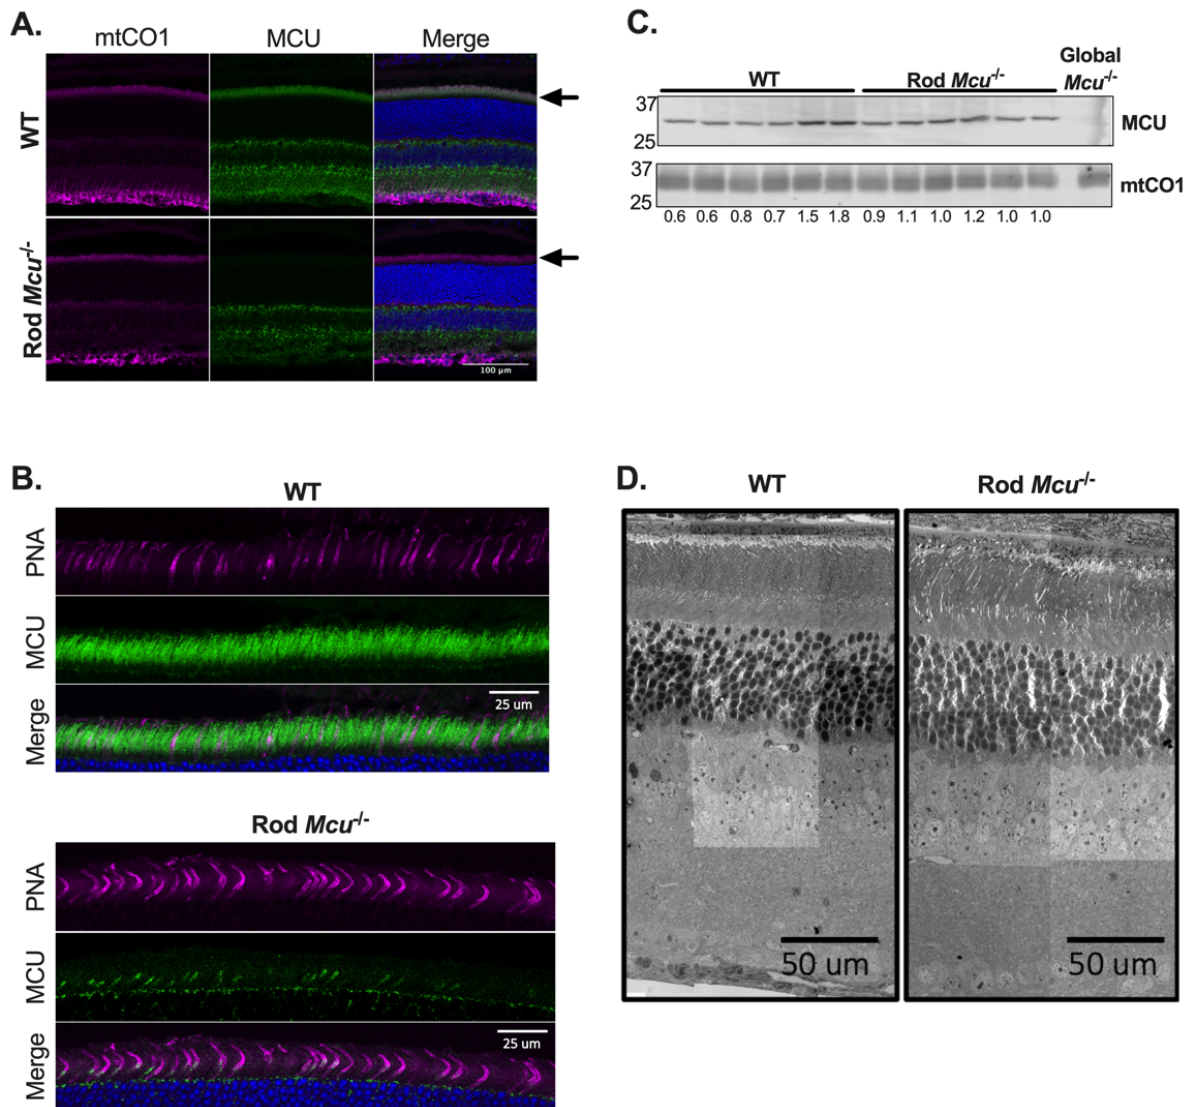 A.
mtCO1 MCU Merge
WT
Rod Mcu-/-
100 µm
B.
WT
PNA
MCU
Merge
25 um
Rod Mcu-/-
PNA
MCU
Merge
25 um
C.
Global
WT Rod Mcu-/- Mcu-/-
37
25
MCU
37
25
mtCO1
0.6 0.6 0.8 0.7 1.5 1.8 0.9 1.1 1.0 1.2 1.0 1.0
D.
WT Rod Mcu-/-
50 um 50 um